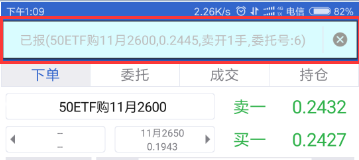 下午1:09 2.26K/s 电信 82%
已报(50ETF购11月2600,0.2445,卖开1手,委托号:6)
下单 委托 成交 持仓
50ETF购11月2600 卖一 0.2432
-- 11月2650 买一 0.2427
-- 0.1943